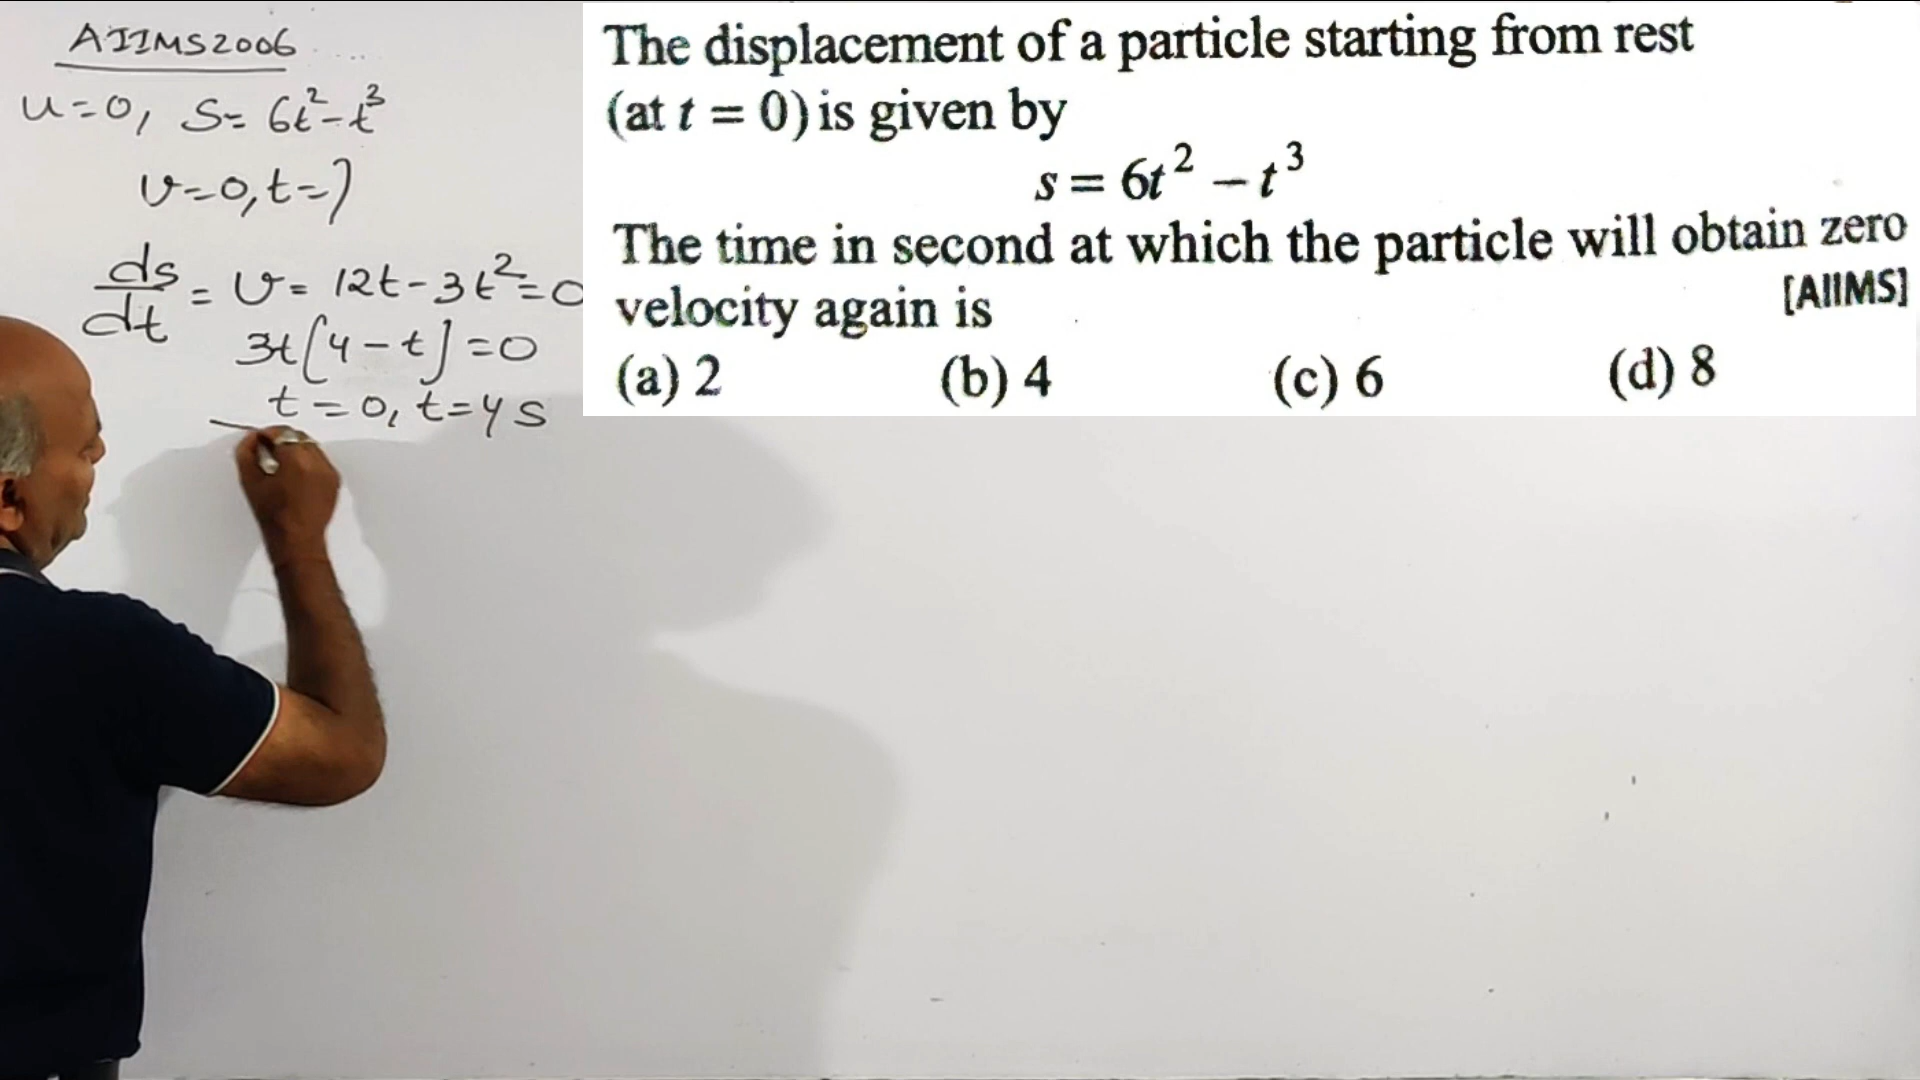 AIIMS2006
u=0, S= 6t²-t³
v=0, t=?
ds/dt = v = 12t-3t²=0
3t[4-t]=0
t=0, t=4s
The displacement of a particle starting from rest
(at t = 0) is given by
s = 6t² – t³
The time in second at which the particle will obtain zero
velocity again is
[AIIMS]
(a) 2 (b) 4 (c) 6 (d) 8